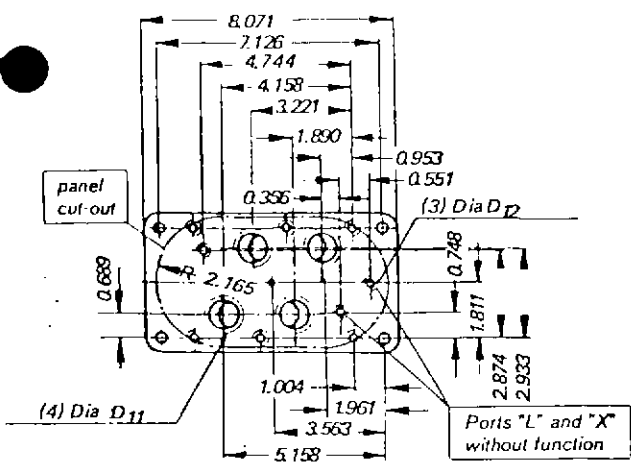 8.071
7.126
4.744
4.158
3.221
1.890
0.953
0.551
0.356
panel
cut-out
(3) Dia D12
0.748
0.689
R 2.165
1.811
2.874
2.933
1.004
(4) Dia D11
1.961
3.563
5.158
Ports "L" and "X"
without function